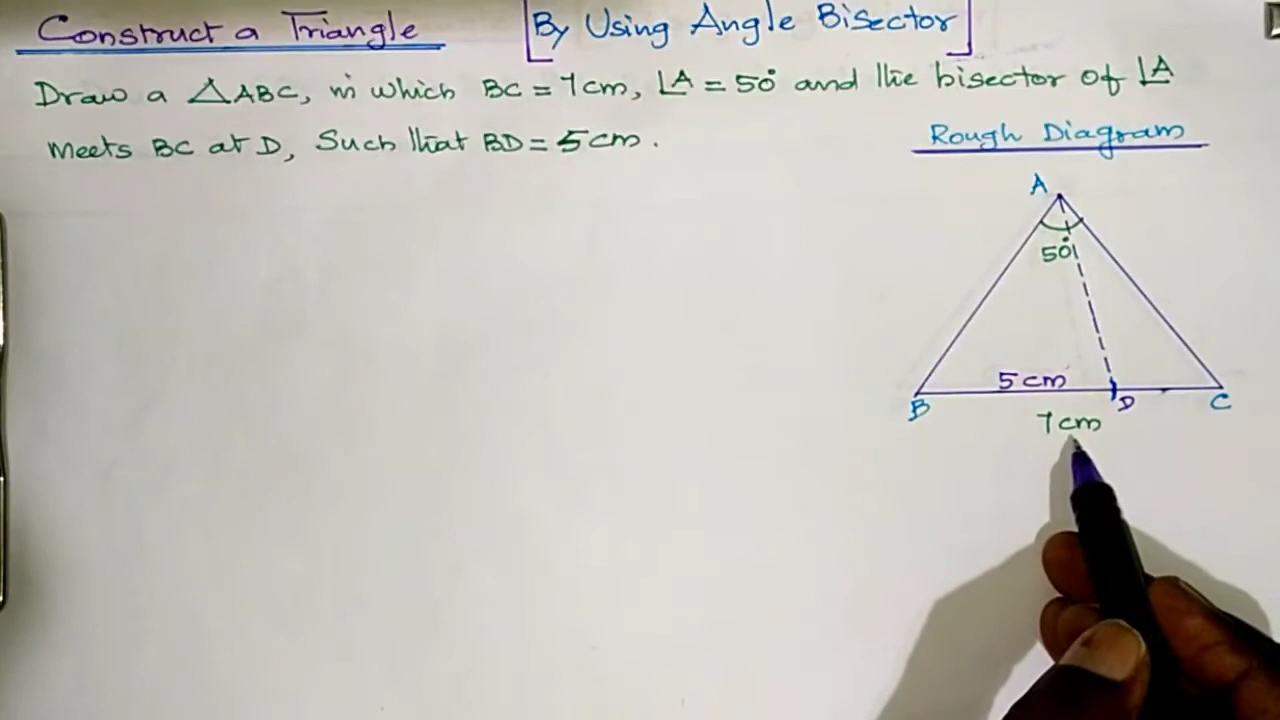 Construct a Triangle [By Using Angle Bisector]
Draw a △ABC, in which BC = 7cm, ∠A = 50° and the bisector of ∠A
meets BC at D, Such that BD = 5cm.
Rough Diagram
A
50°
5cm
B D C
7cm